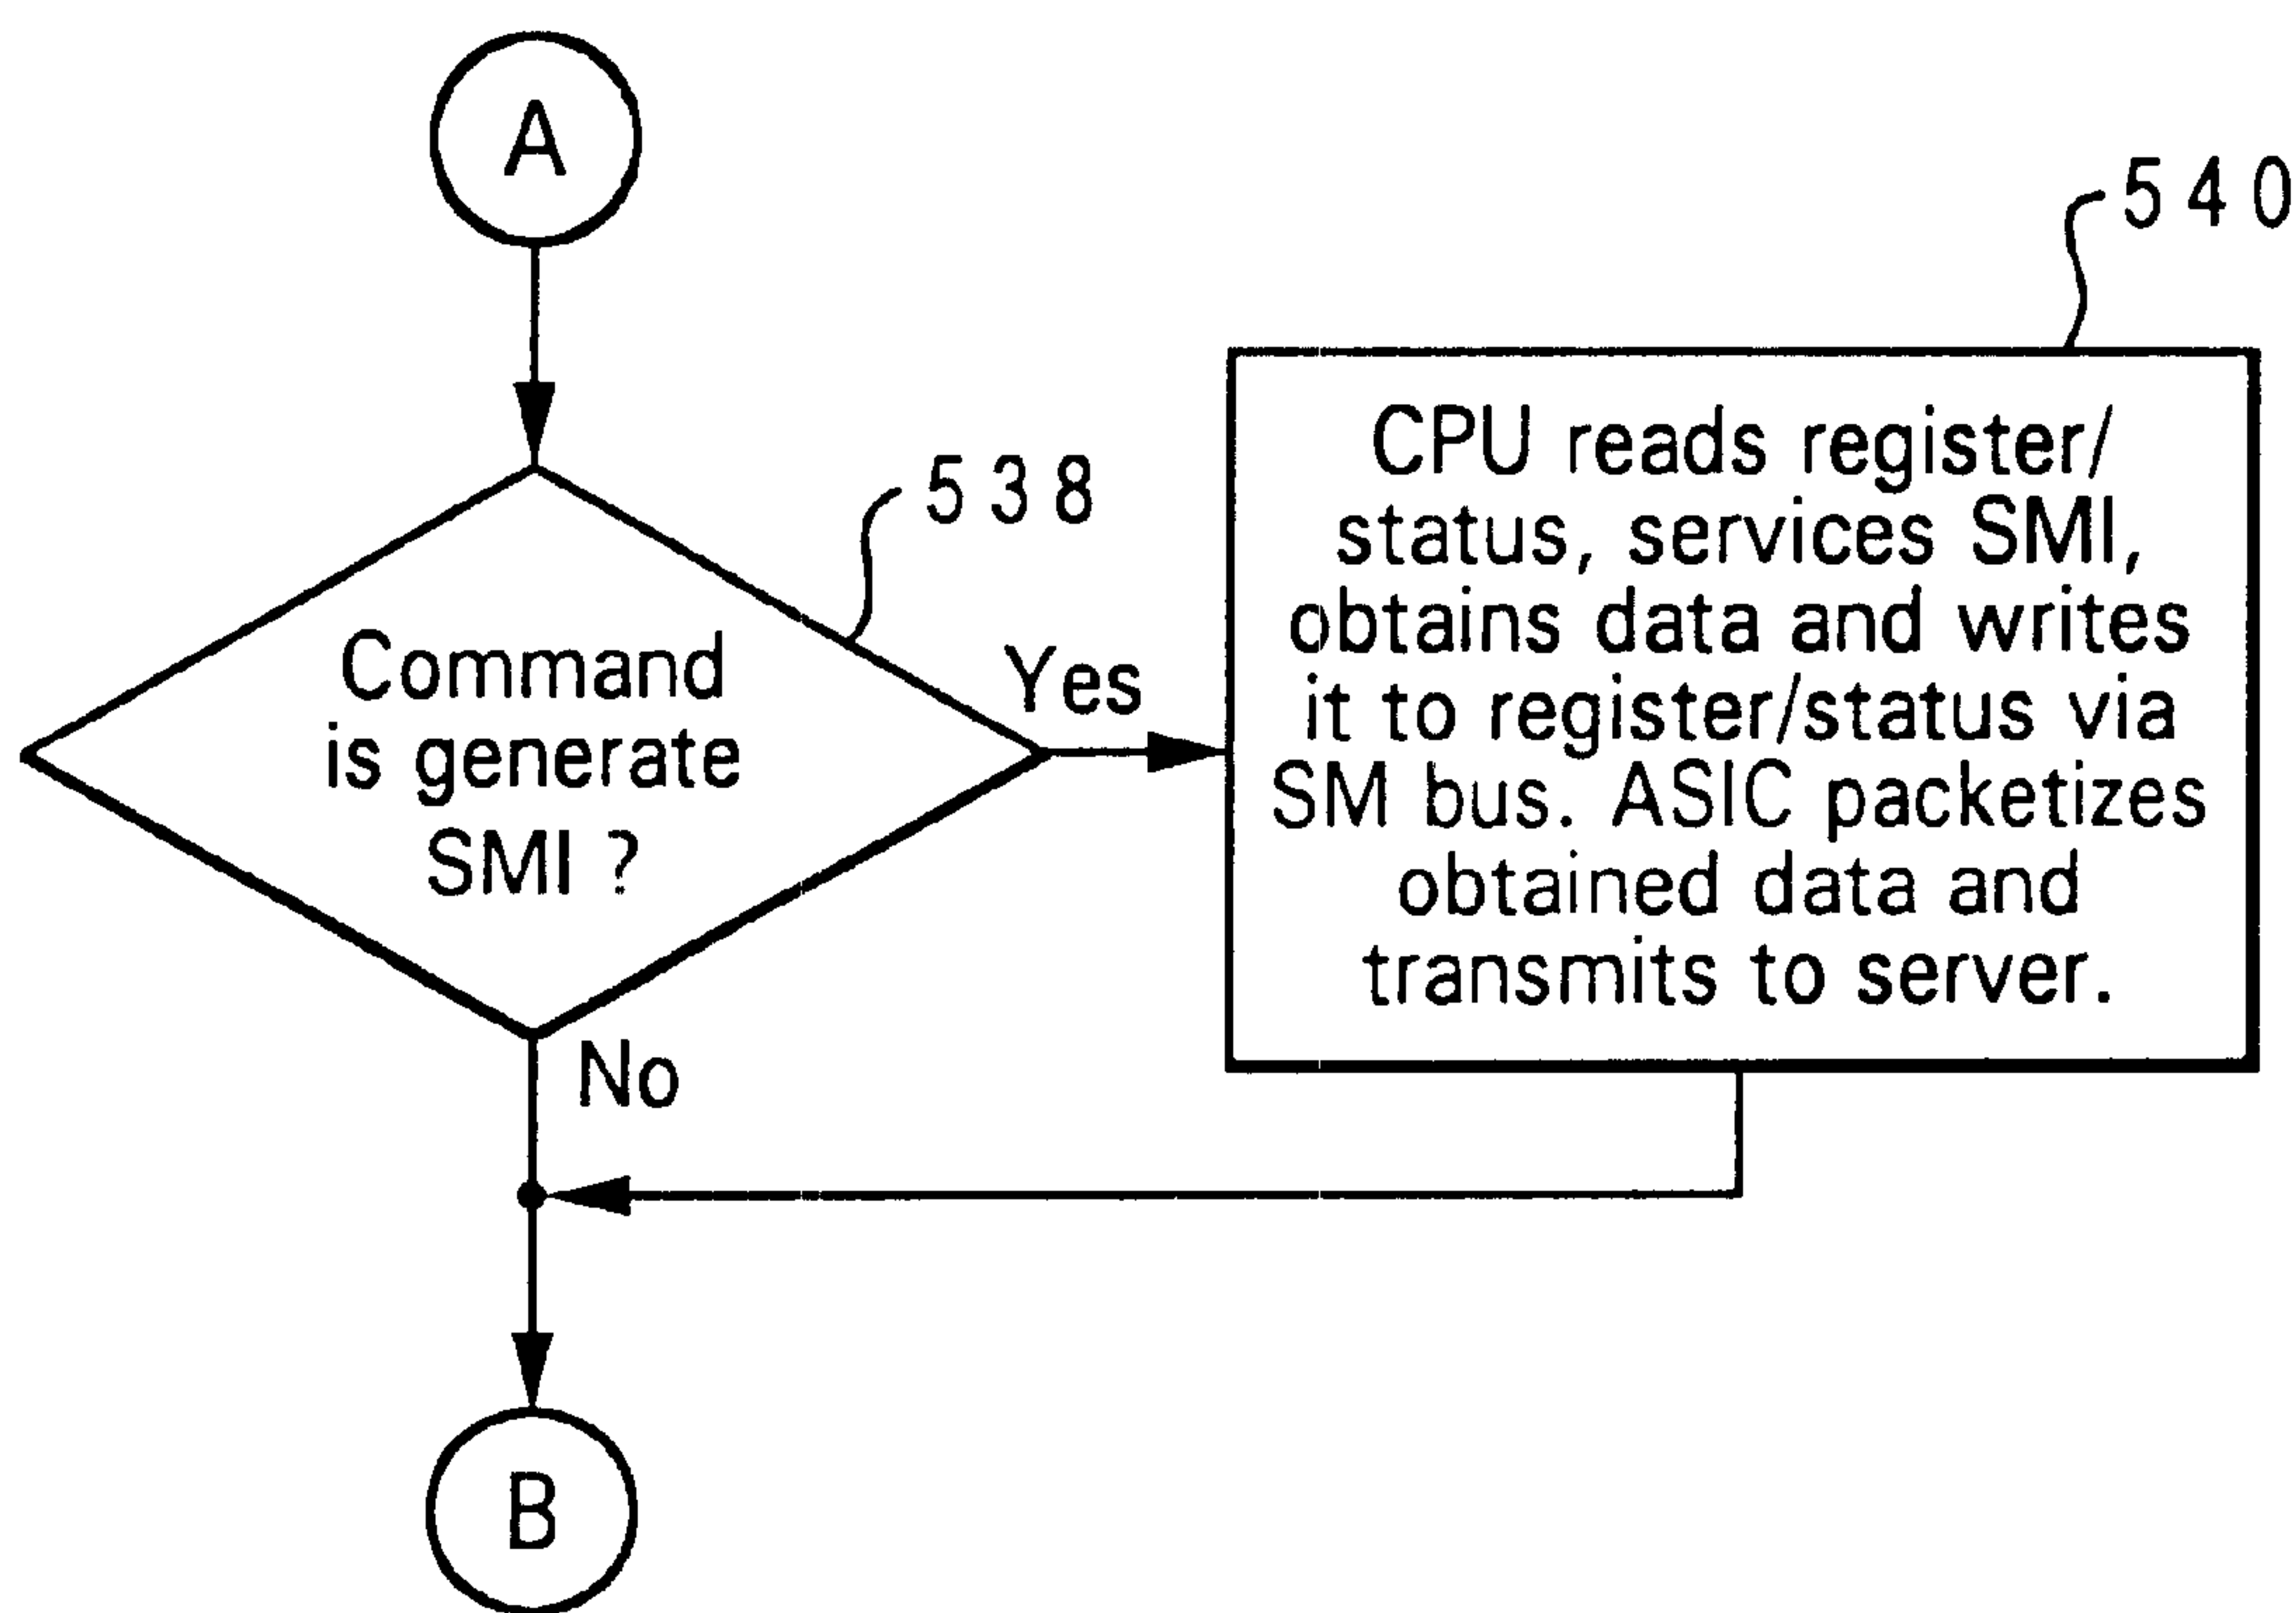 A
540
538
Command
is generate
SMI ?
Yes
No
CPU reads register/
status, services SMI,
obtains data and writes
it to register/status via
SM bus. ASIC packetizes
obtained data and
transmits to server.
B